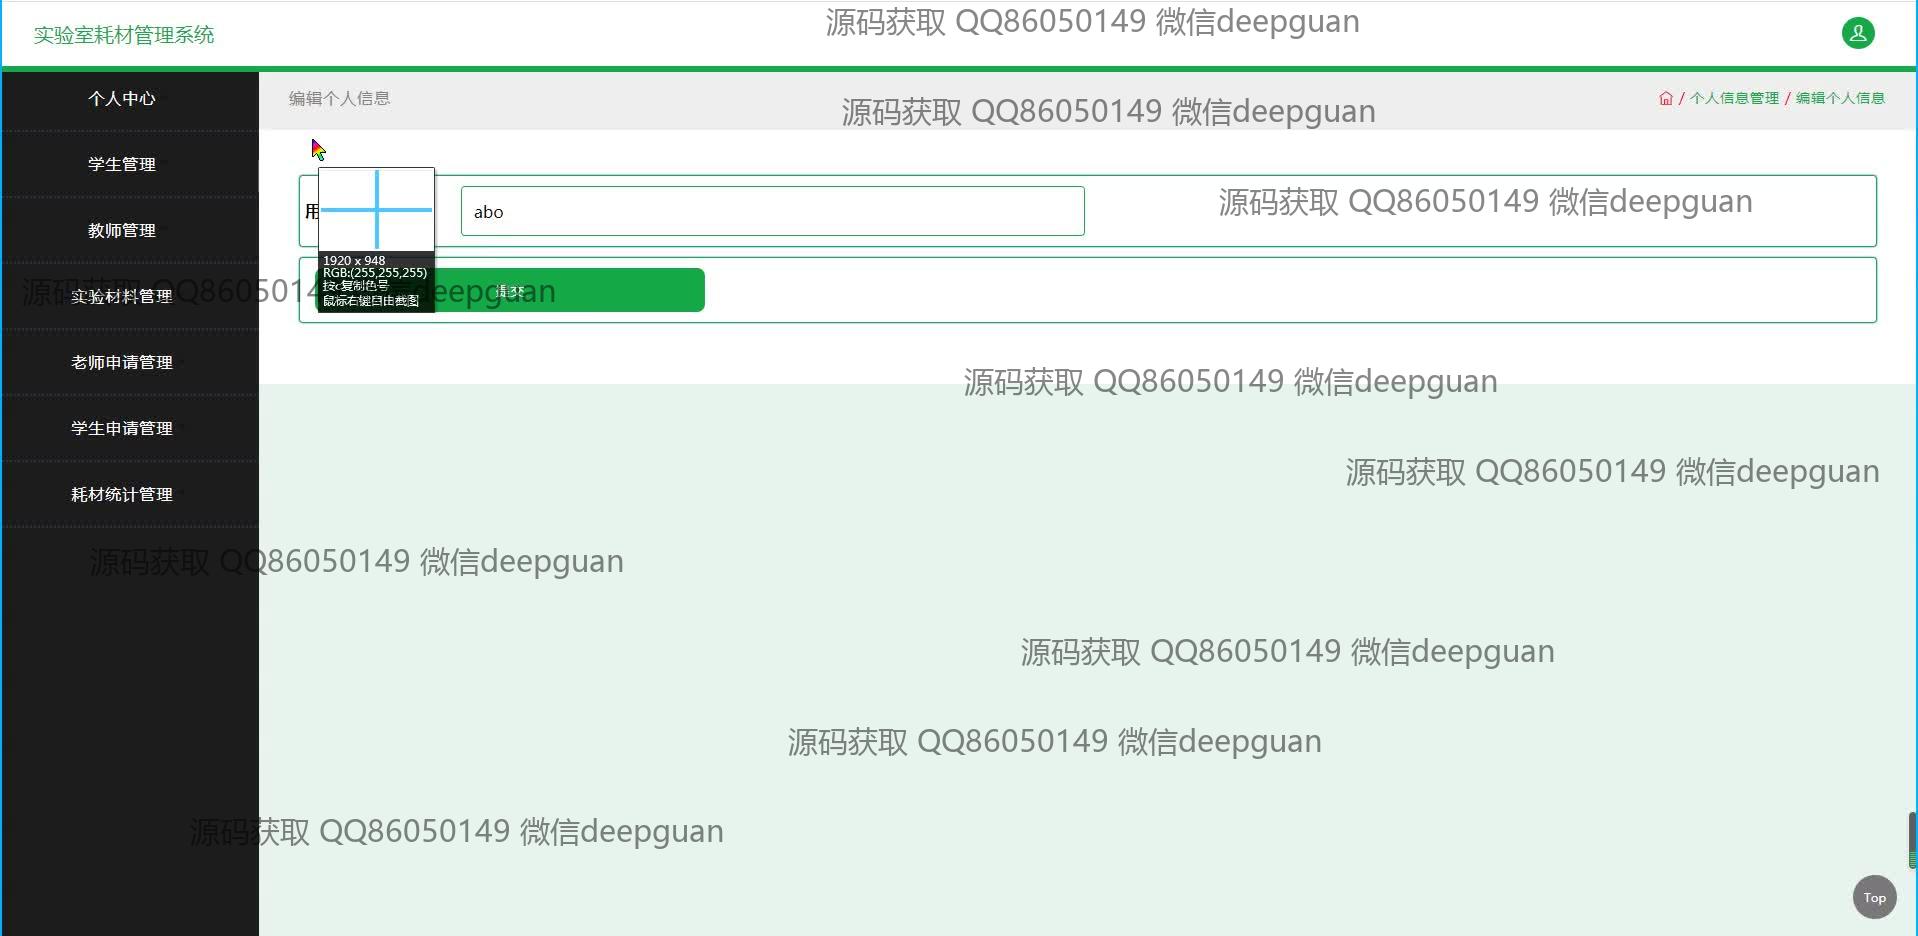 源码获取 QQ86050149 微信deepguan
实验室耗材管理系统
个人中心
编辑个人信息
源码获取 QQ86050149 微信deepguan
/ 个人信息管理 / 编辑个人信息
学生管理
用
abo
源码获取 QQ86050149 微信deepguan
教师管理
1920 x 948
RGB:(255,255,255)
按c复制色号
鼠标右键自由截图
提交
源码获取 QQ86050149 微信deepguan
实验材料管理
老师申请管理
源码获取 QQ86050149 微信deepguan
学生申请管理
源码获取 QQ86050149 微信deepguan
耗材统计管理
源码获取 QQ86050149 微信deepguan
源码获取 QQ86050149 微信deepguan
源码获取 QQ86050149 微信deepguan
源码获取 QQ86050149 微信deepguan
Top